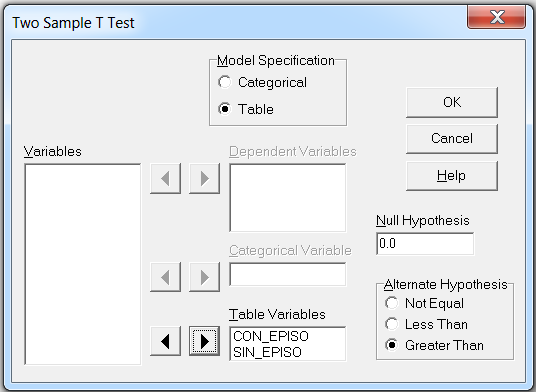 Two Sample T Test
Model Specification
Categorical
Table
OK
Cancel
Help
Variables
Dependent Variables
Null Hypothesis
0.0
Categorical Variable
Alternate Hypothesis
Not Equal
Less Than
Greater Than
Table Variables
CON_EPISO
SIN_EPISO